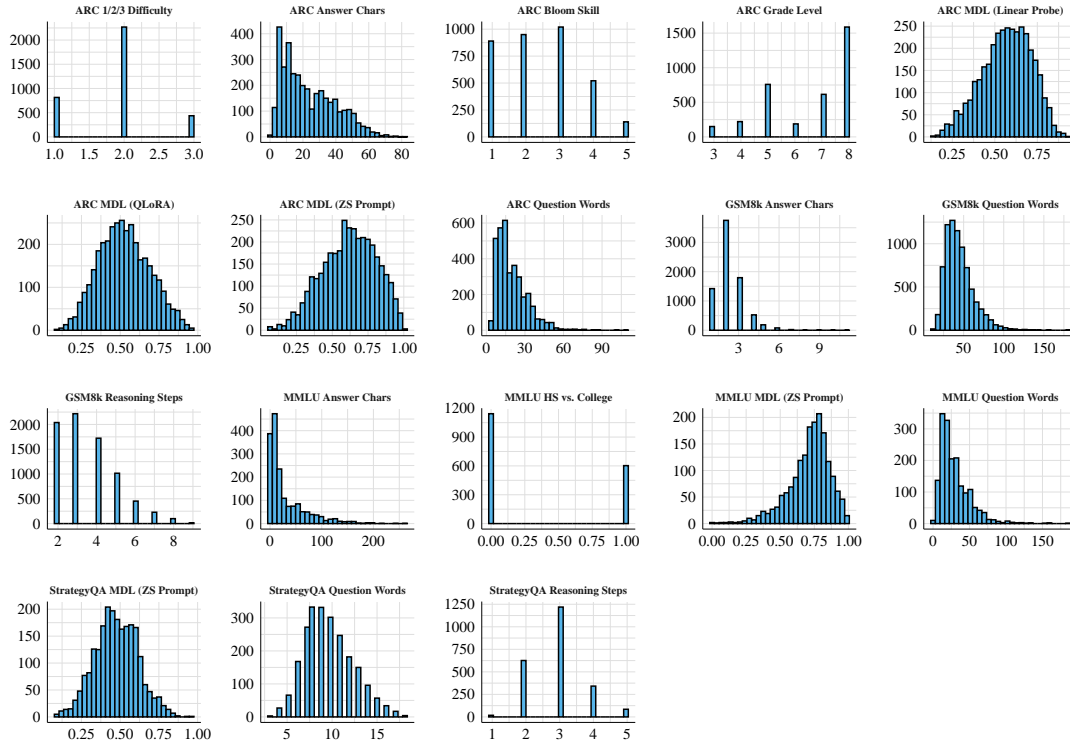 ARC 1/2/3 Difficulty
2000
1500
1000
500
0
1.0 1.5 2.0 2.5 3.0
ARC Answer Chars
400
300
200
100
0
0 20 40 60 80
ARC Bloom Skill
1000
750
500
250
0
1 2 3 4 5
ARC Grade Level
1500
1000
500
0
3 4 5 6 7 8
ARC MDL (Linear Probe)
250
200
150
100
50
0
0.25 0.50 0.75
ARC MDL (QLoRA)
200
100
0
0.25 0.50 0.75 1.00
ARC MDL (ZS Prompt)
250
200
150
100
50
0
0.25 0.50 0.75 1.00
ARC Question Words
600
400
200
0
0 30 60 90
GSM8k Answer Chars
3000
2000
1000
0
3 6 9
GSM8k Question Words
1000
500
0
50 100 150
GSM8k Reasoning Steps
2000
1500
1000
500
0
2 4 6 8
MMLU Answer Chars
400
300
200
100
0
0 100 200
MMLU HS vs. College
1200
900
600
300
0
0.00 0.25 0.50 0.75 1.00
MMLU MDL (ZS Prompt)
200
150
100
50
0
0.00 0.25 0.50 0.75 1.00
MMLU Question Words
300
200
100
0
0 50 100 150
StrategyQA MDL (ZS Prompt)
200
150
100
50
0
0.25 0.50 0.75 1.00
StrategyQA Question Words
300
200
100
0
5 10 15
StrategyQA Reasoning Steps
1250
1000
750
500
250
0
1 2 3 4 5